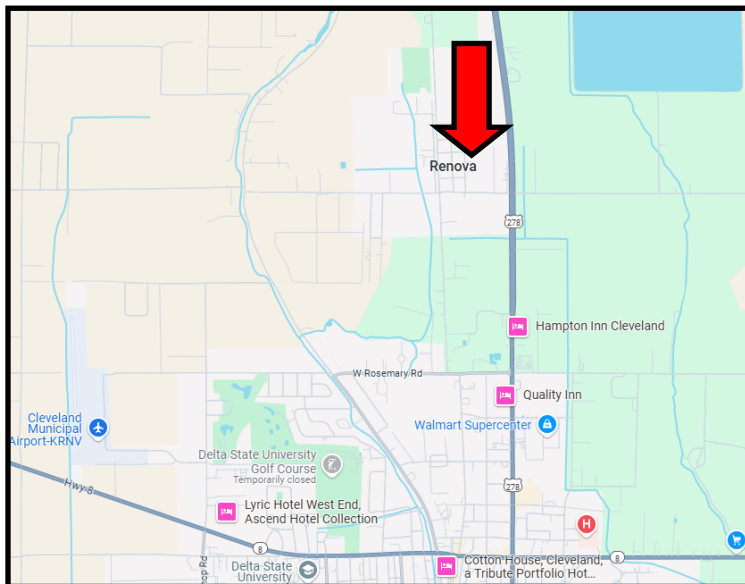 Renova
278
Hampton Inn Cleveland
W Rosemary Rd
Quality Inn
Walmart Supercenter
Cleveland
Municipal
Airport-KRNV
Delta State University
Golf Course
Temporarily closed
Hwy 8
278
Lyric Hotel West End,
Ascend Hotel Collection
H
8
8
Cotton House, Cleveland,
a Tribute Portfolio Hot...
Delta State
University